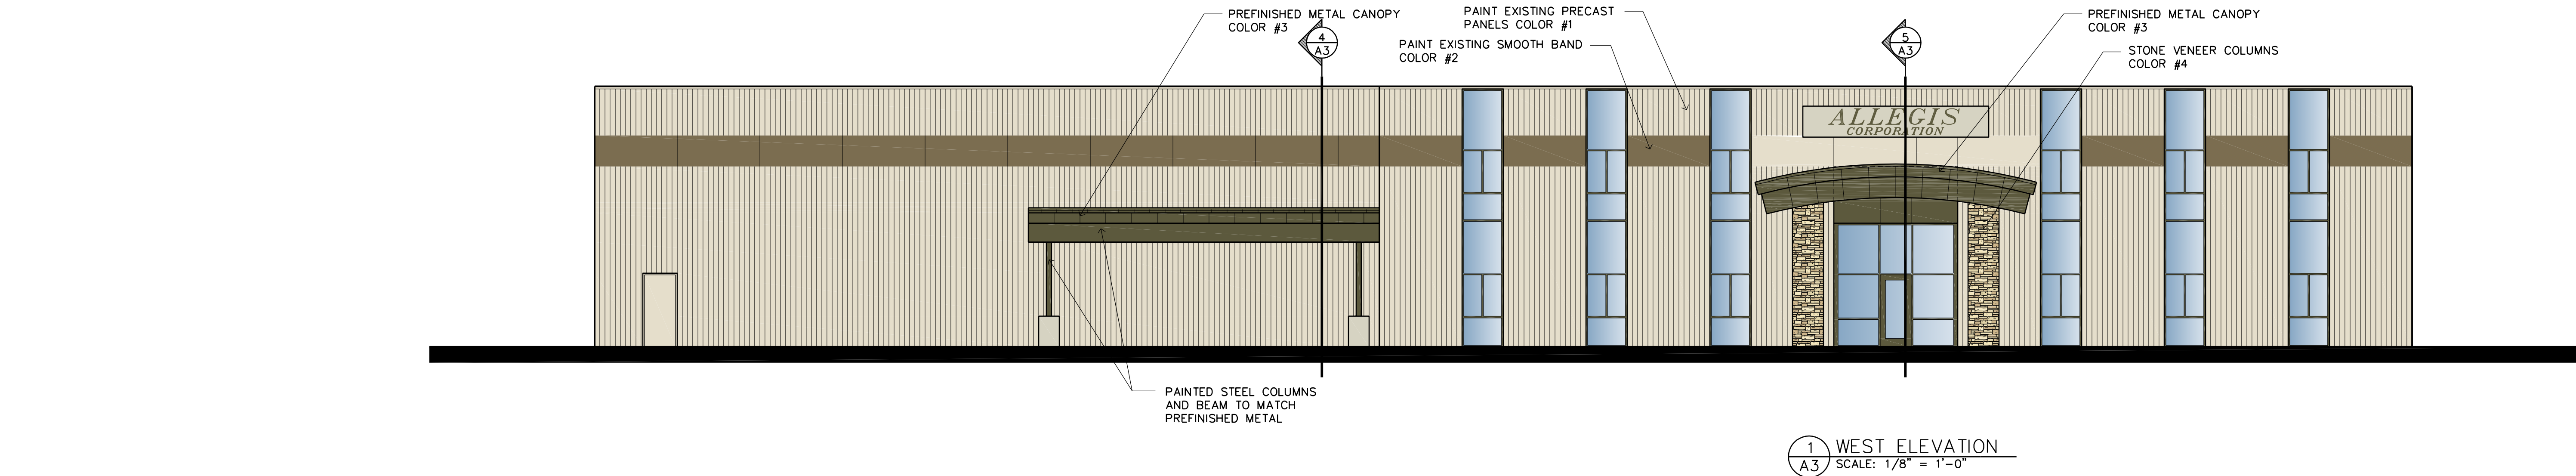 PREFINISHED METAL CANOPY
COLOR #3
4
A3
PAINT EXISTING PRECAST
PANELS COLOR #1
PAINT EXISTING SMOOTH BAND
COLOR #2
5
A3
PREFINISHED METAL CANOPY
COLOR #3
STONE VENEER COLUMNS
COLOR #4
ALLEGIS
CORPORATION
PAINTED STEEL COLUMNS
AND BEAM TO MATCH
PREFINISHED METAL
1
A3
WEST ELEVATION
SCALE: 1/8" = 1'-0"